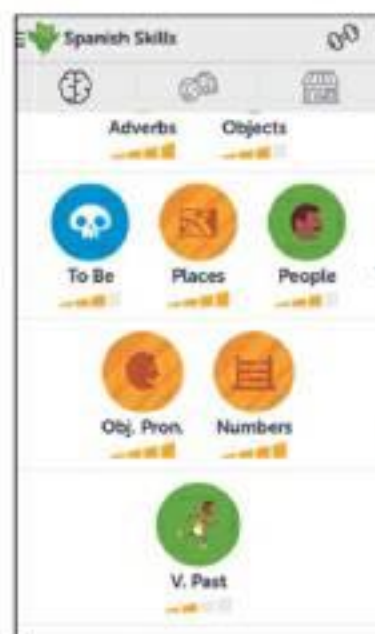 Spanish Skills
Adverbs Objects
To Be Places People
Obj. Pron. Numbers
V. Past